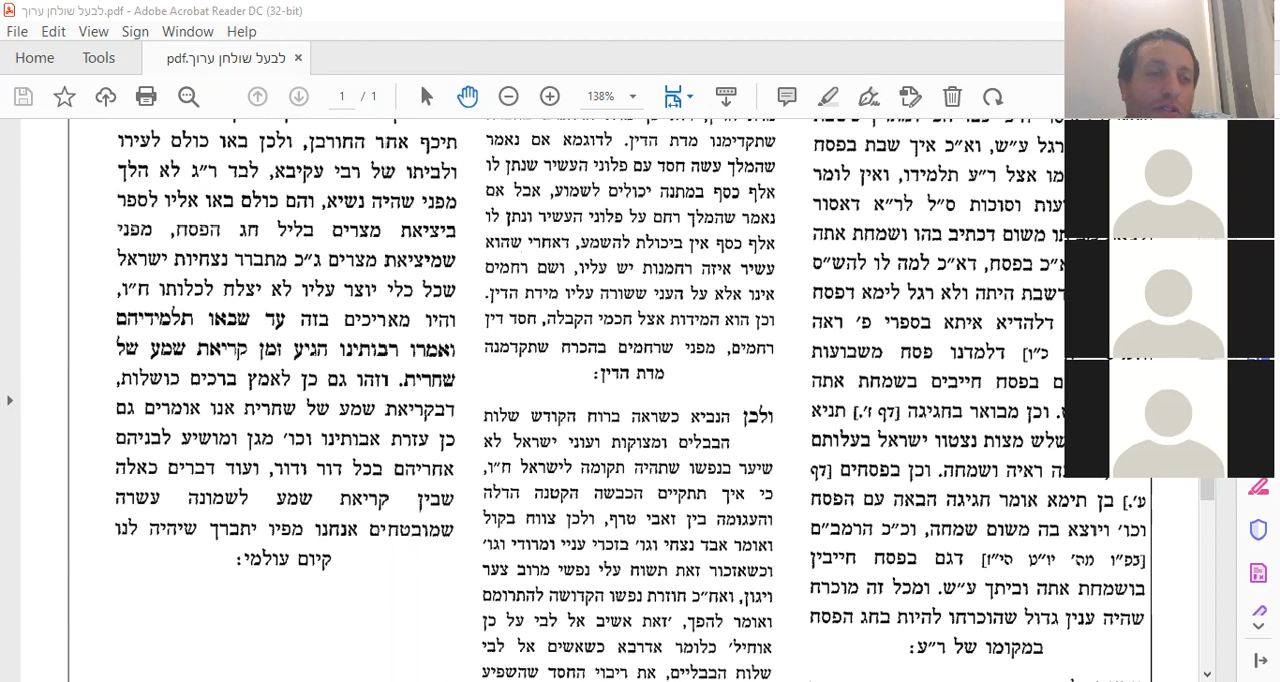 לבעל שולחן ערוך.pdf - Adobe Acrobat Reader DC (32-bit)
File Edit View Sign Window Help
Home Tools לבעל שולחן ערוך.pdf ×
1 / 1 138%
רגל ע״ש, וא״כ איך שבת בפסח
מו אצל ר״ע תלמידו, ואין לומר
עות וסוכות ס״ל לר״א דאסור
תו משום דכתיב בהו ושמחת אתה
א״כ בפסח, דא״כ למה לו להש״ס
דשבת היתה ולא רגל לימא דפסח
דלהדיא איתא בספרי פ׳ ראה
כ״ו] דלמדנו פסח משבועות
ם בפסח חייבים בשמחת אתה
. וכן מבואר בחגיגה [דף ז׳.] תניא
שלש מצות נצטוו ישראל בעלותם
ה ראיה ושמחה. וכן בפסחים [דף
ע׳.] בן תימא אומר חגיגה הבאה עם הפסח
וכו׳ ויוצא בה משום שמחה, וכ״כ הרמב״ם
[בפ״ו מה׳ יו״ט הי״ז] דגם בפסח חייבין
בושמחת אתה וביתך ע״ש. ומכל זה מוכרח
שהיה ענין גדול שהוכרחו להיות בחג הפסח
במקומו של ר״ע:
שתקדימנו מדת הדין. לדוגמא אם נאמר
שהמלך עשה חסד עם פלוני העשיר שנתן לו
אלף כסף במתנה יכולים לשמוע, אבל אם
נאמר שהמלך רחם על פלוני העשיר ונתן לו
אלף כסף אין ביכולת להשמע, דאחרי שהוא
עשיר איזה רחמנות יש עליו, ושם רחמים
אינו אלא על העני ששורה עליו מידת הדין.
וכן הוא המידות אצל חכמי הקבלה, חסד דין
רחמים, מפני שרחמים בהכרח שתקדמנה
מדת הדין:
ולכן הנביא כשראה ברוח הקודש שלות
הבבלים ומצוקות ועוני ישראל לא
שיער בנפשו שתהיה תקומה לישראל ח״ו,
כי איך תתקיים הכבשה הקטנה הדלה
והעגומה בין זאבי טרף, ולכן צווח בקול
ואומר אבד נצחי וגו׳ בזכרי עניי ומרודי וגו׳
וכשאזכור זאת תשוח עלי נפשי מרוב צער
ויגון, ואח״כ חוזרת נפשו הקדושה להתרומם
ואומר להפך, ׳זאת אשיב אל לבי על כן
אוחיל׳ כלומר אדרבא כשאשים אל לבי
שלות הבבליים, את ריבוי החסד שהשפיע
תיכף אחר החורבן, ולכן באו כולם לעירו
ולביתו של רבי עקיבא, לבד ר״ג לא הלך
מפני שהיה נשיא, והם כולם באו אליו לספר
ביציאת מצרים בליל חג הפסח, מפני
שמיציאת מצרים ג״כ מתברר נצחיות ישראל
שכל כלי יוצר עליו לא יצלח לכלותו ח״ו,
והיו מאריכים בזה עד שבאו תלמידיהם
ואמרו רבותינו הגיע זמן קריאת שמע של
שחרית. וזהו גם כן לאמץ ברכים כושלות,
דבקריאת שמע של שחרית אנו אומרים גם
כן עזרת אבותינו וכו׳ מגן ומושיע לבניהם
אחריהם בכל דור ודור, ועוד דברים כאלה
שבין קריאת שמע לשמונה עשרה
שמובטחים אנחנו מפיו יתברך שיהיה לנו
קיום עולמי: